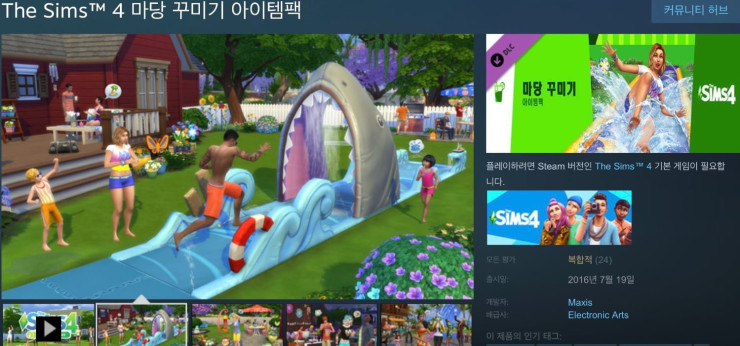 The Sims™ 4 마당 꾸미기 아이템팩
커뮤니티 허브
DLC
마당 꾸미기
아이템팩
SIMS4
플레이하려면 Steam 버전인 The Sims™ 4 기본 게임이 필요합
니다.
SIMS4
모든 평가 복합적 (24)
출시일: 2016년 7월 19일
개발자: Maxis
배급사: Electronic Arts
이 제품의 인기 태그: